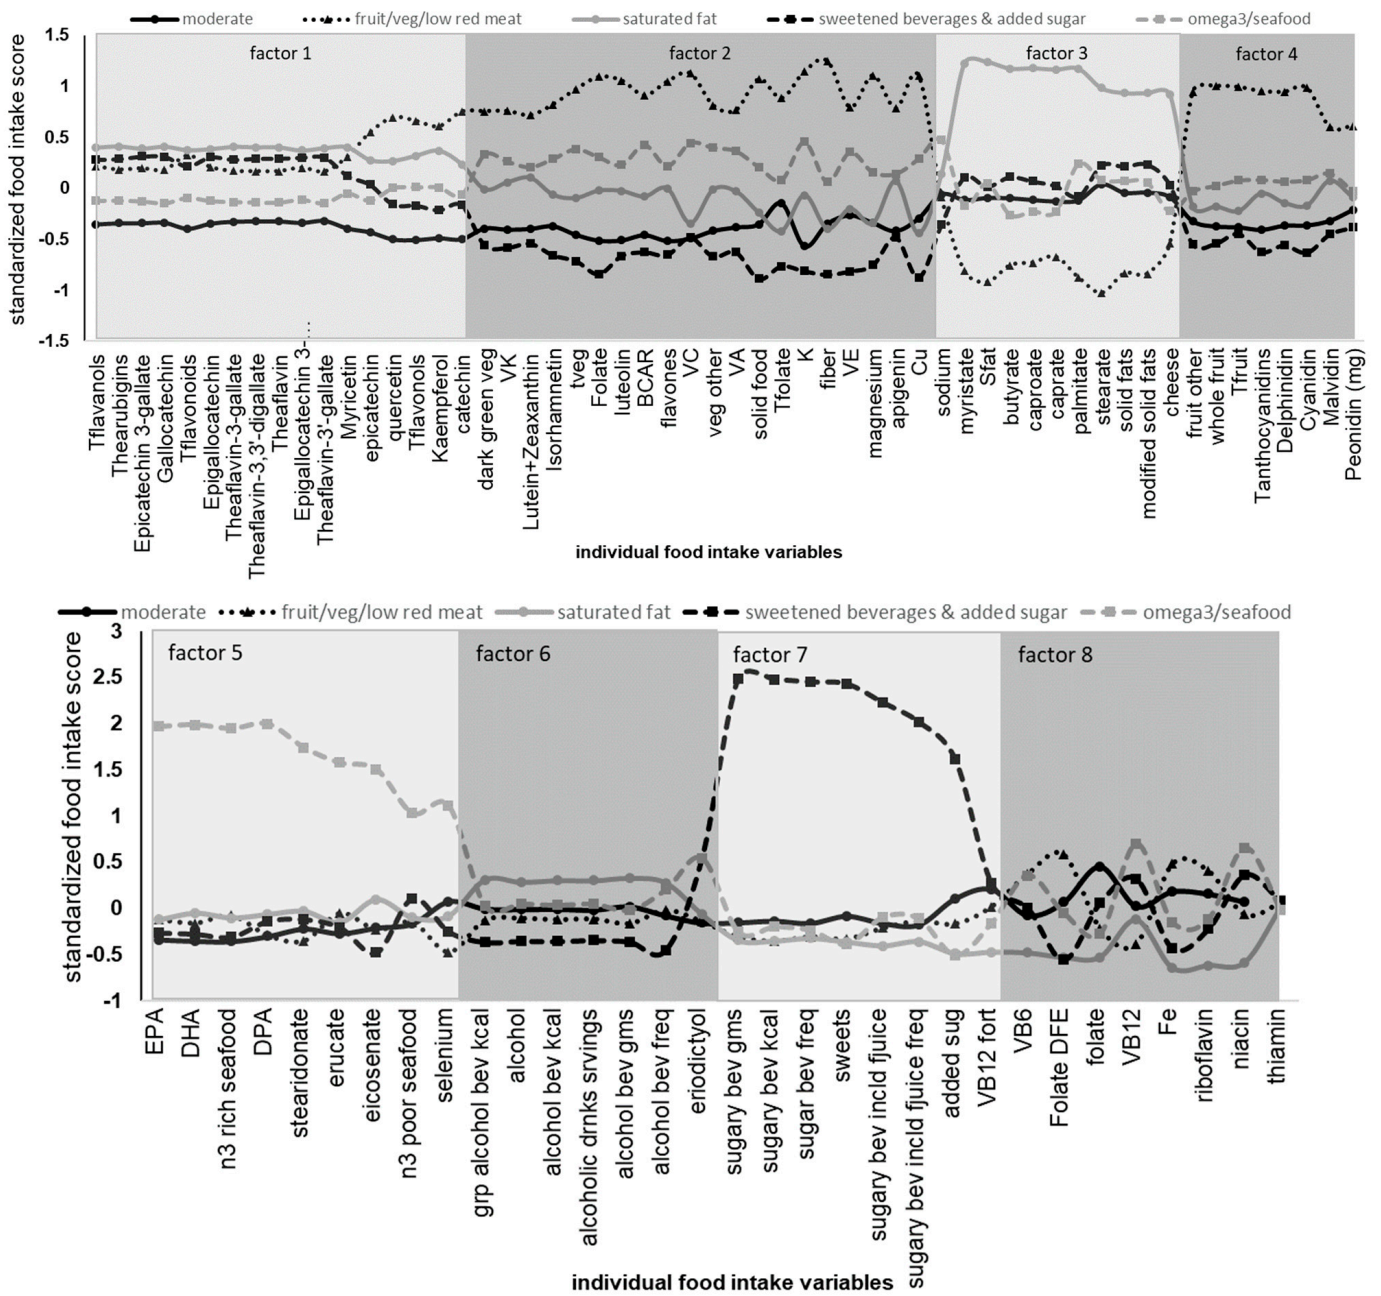 moderate fruit/veg/low red meat saturated fat sweetened beverages & added sugar omega3/seafood
standardized food intake score
1.5
1
0.5
0
-0.5
-1
-1.5
factor 1 factor 2 factor 3 factor 4
Tflavanols
Thearubigins
Epicatechin 3-gallate
Gallocatechin
Tflavonoids
Epigallocatechin
Theaflavin-3-gallate
Theaflavin-3,3'-digallate
Theaflavin
Epigallocatechin 3-…
Theaflavin-3'-gallate
Myricetin
epicatechin
quercetin
Tflavonols
Kaempferol
catechin
dark green veg
VK
Lutein+Zeaxanthin
Isorhamnetin
tveg
Folate
luteolin
BCAR
flavones
VC
veg other
VA
solid food
Tfolate
K
fiber
VE
magnesium
apigenin
Cu
sodium
myristate
Sfat
butyrate
caproate
caprate
palmitate
stearate
solid fats
modified solid fats
cheese
fruit other
whole fruit
Tfruit
Tanthocyanidins
Delphinidin
Cyanidin
Malvidin
Peonidin (mg)
individual food intake variables
moderate fruit/veg/low red meat saturated fat sweetened beverages & added sugar omega3/seafood
standardized food intake score
3
2.5
2
1.5
1
0.5
0
-0.5
-1
factor 5 factor 6 factor 7 factor 8
EPA
DHA
n3 rich seafood
DPA
stearidonate
erucate
eicosenate
n3 poor seafood
selenium
grp alcohol bev kcal
alcohol
alcohol bev kcal
alcoholic drnks srvings
alcohol bev gms
alcohol bev freq
eriodictyol
sugary bev gms
sugary bev kcal
sugar bev freq
sweets
sugary bev incld fjuice
sugary bev incld fjuice freq
added sug
VB12 fort
VB6
Folate DFE
folate
VB12
Fe
riboflavin
niacin
thiamin
individual food intake variables